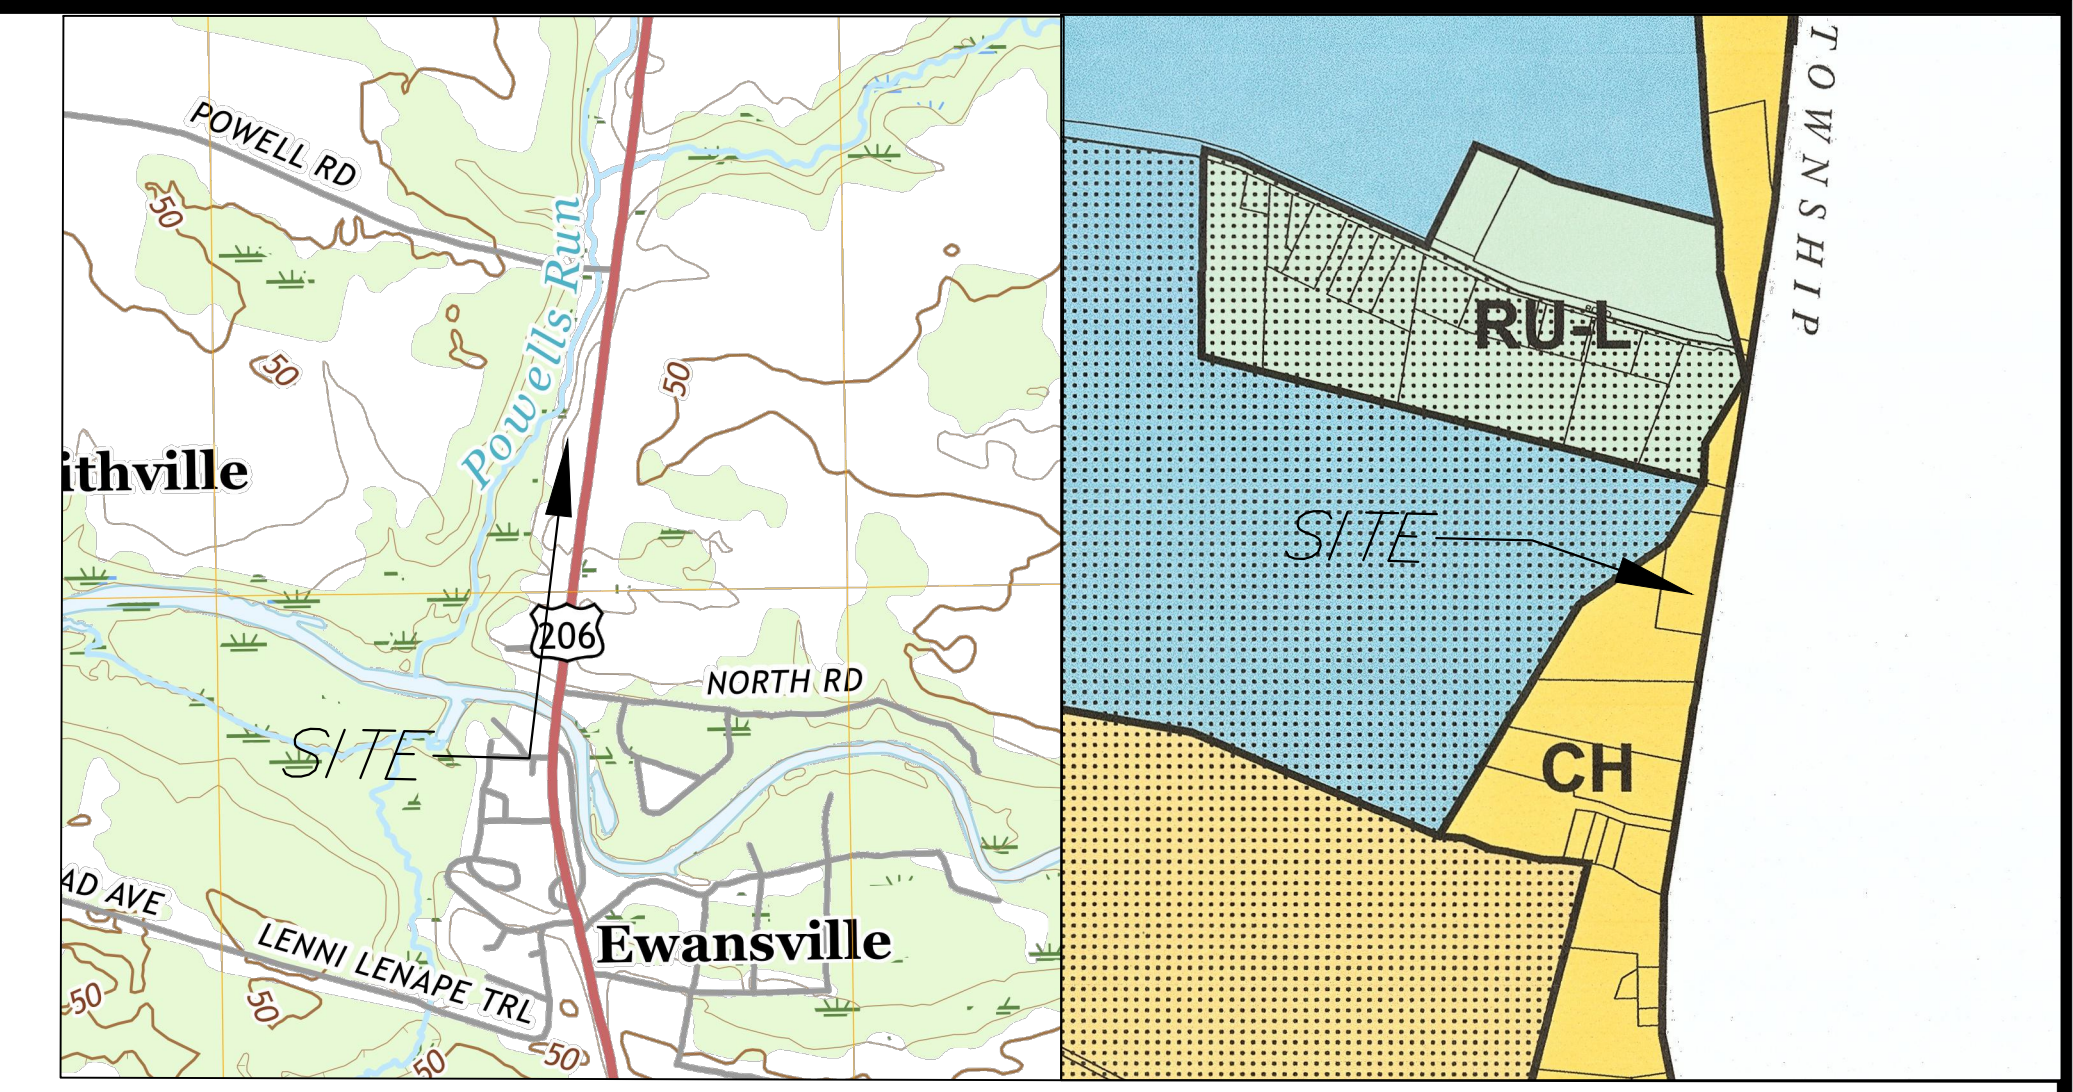 POWELL RD
50
Powells Run
50
50
ithville
206
NORTH RD
SITE
AD AVE
LENNI LENAPE TRL
Ewansville
50
50
50
50
TOWNSHIP
RU-L
SITE
CH